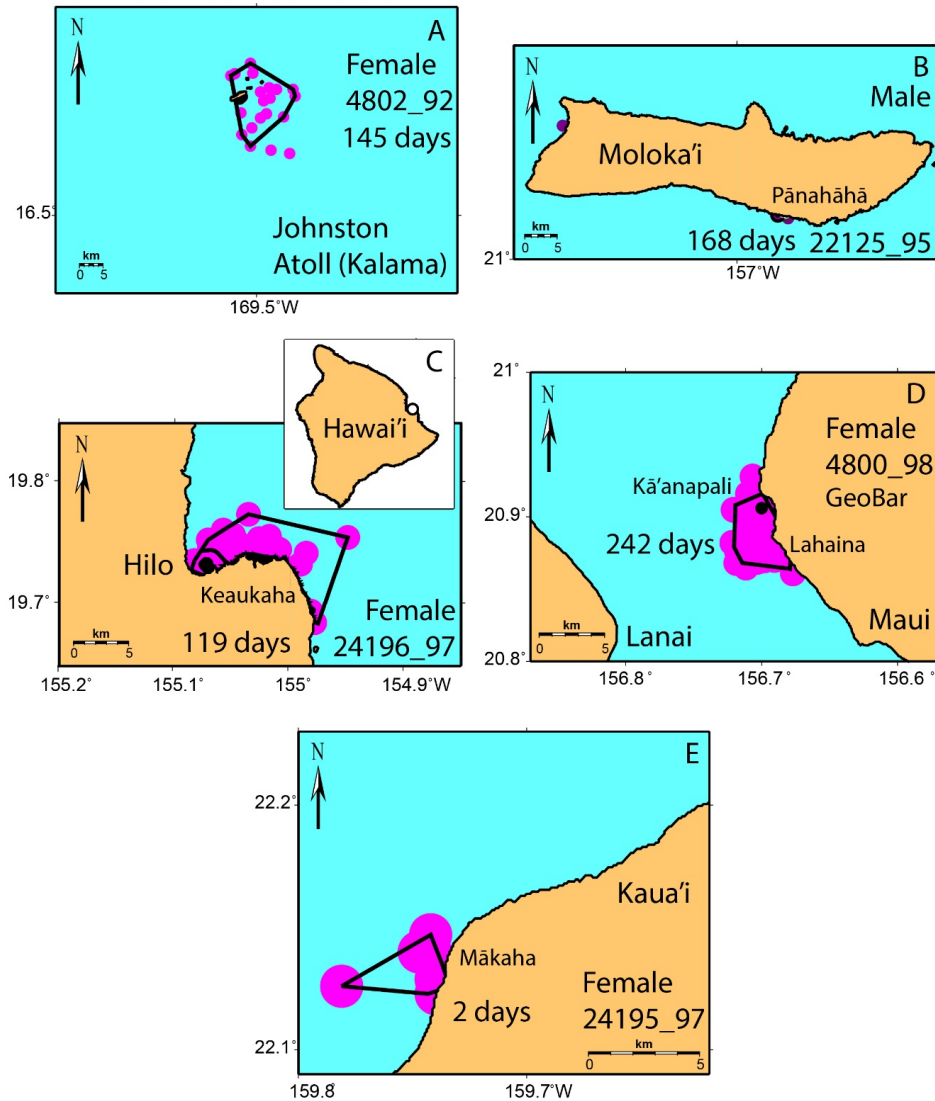 N
A
Female
4802_92
145 days
16.5˚
Johnston
Atoll (Kalama)
km
0 5
169.5˚W
N
B
Male
Moloka'i
Pānahāhā
168 days 22125_95
km
0 5
21˚
157˚W
C
Hawai'i
N
19.8˚
Hilo
Keaukaha
19.7˚
Female
24196_97
119 days
km
0 5
155.2˚
155.1˚
155˚
154.9˚W
21˚
D
N
Female
4800_98
GeoBar
Kā'anapali
20.9˚
242 days
Lahaina
km
0 5
Lanai
Maui
20.8˚
156.8˚
156.7˚
156.6˚
N
E
22.2˚
Kaua'i
Mākaha
2 days
Female
24195_97
km
0 5
22.1˚
159.8
159.7˚W